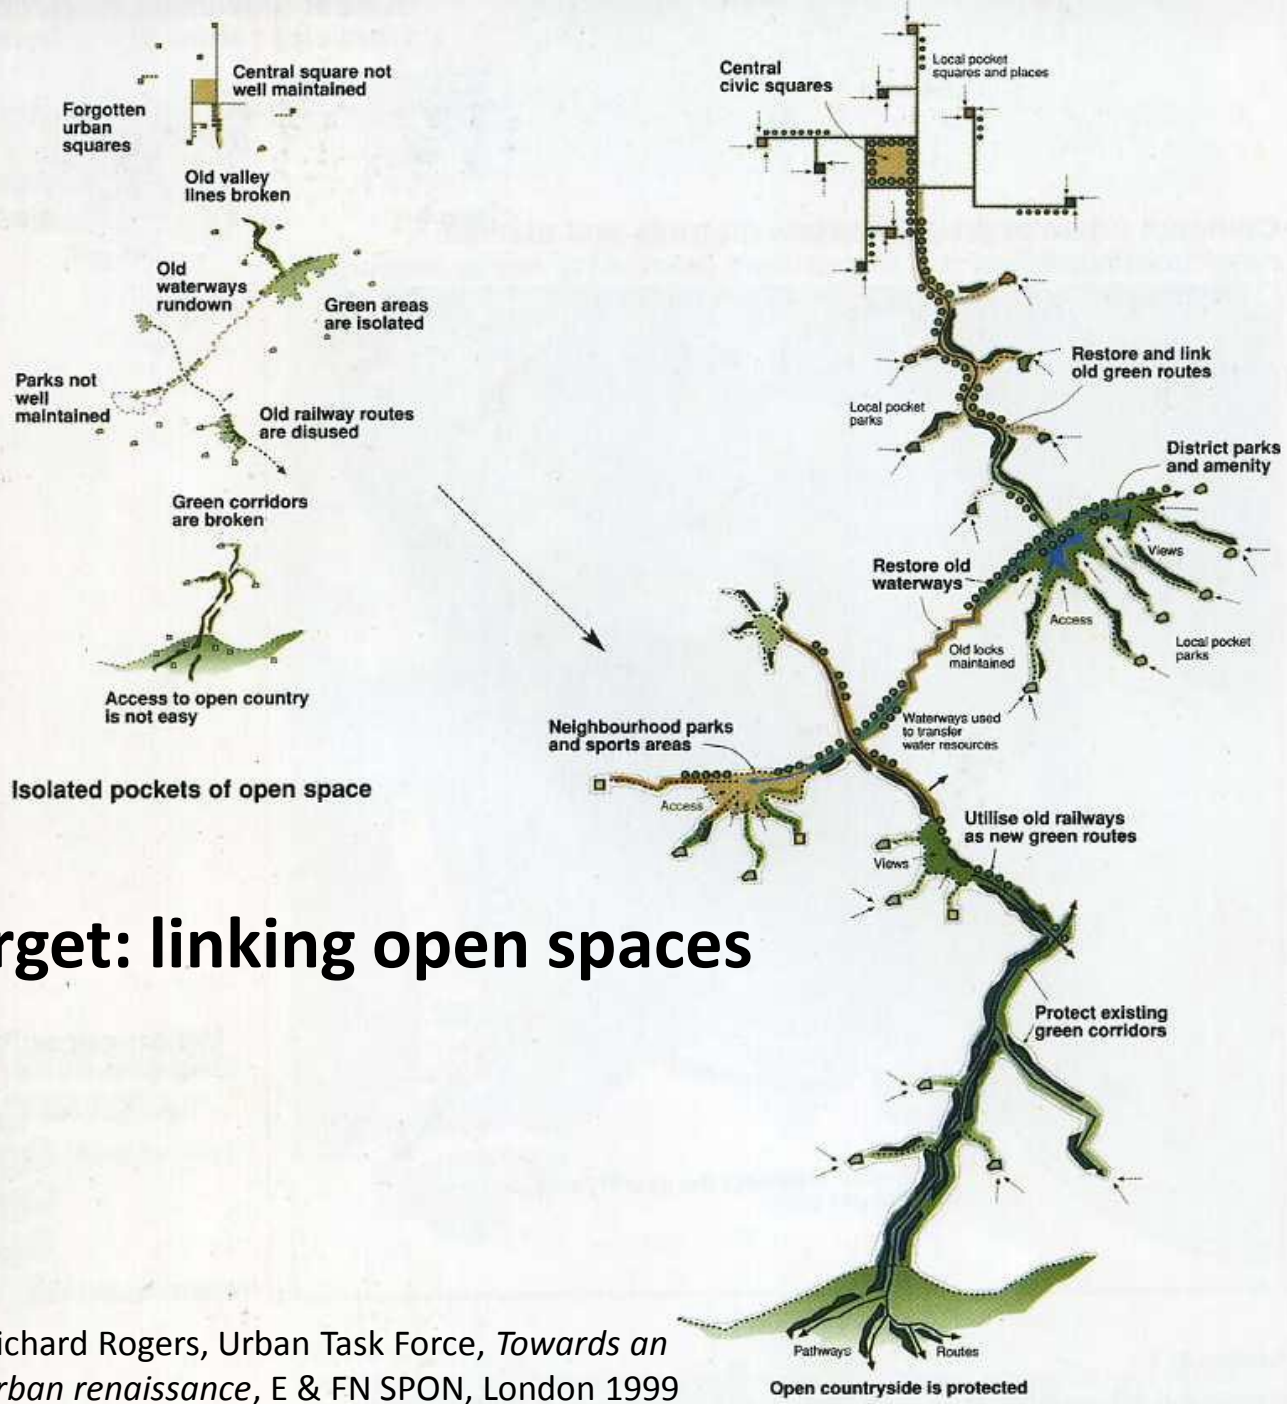 Central square not
well maintained
Forgotten
urban
squares
Old valley
lines broken
Old
waterways
rundown
Green areas
are isolated
Parks not
well
maintained
Old railway routes
are disused
Green corridors
are broken
Access to open country
is not easy
Isolated pockets of open space
Central
civic squares
Local pocket
squares and places
Restore and link
old green routes
Local pocket
parks
District parks
and amenity
Views
Restore old
waterways
Access
Local pocket
parks
Old locks
maintained
Waterways used
to transfer
water resources
Neighbourhood parks
and sports areas
Access
Utilise old railways
as new green routes
Views
rget: linking open spaces
Protect existing
green corridors
Pathways
Routes
Open countryside is protected
ichard Rogers, Urban Task Force, Towards an
rban renaissance, E & FN SPON, London 1999